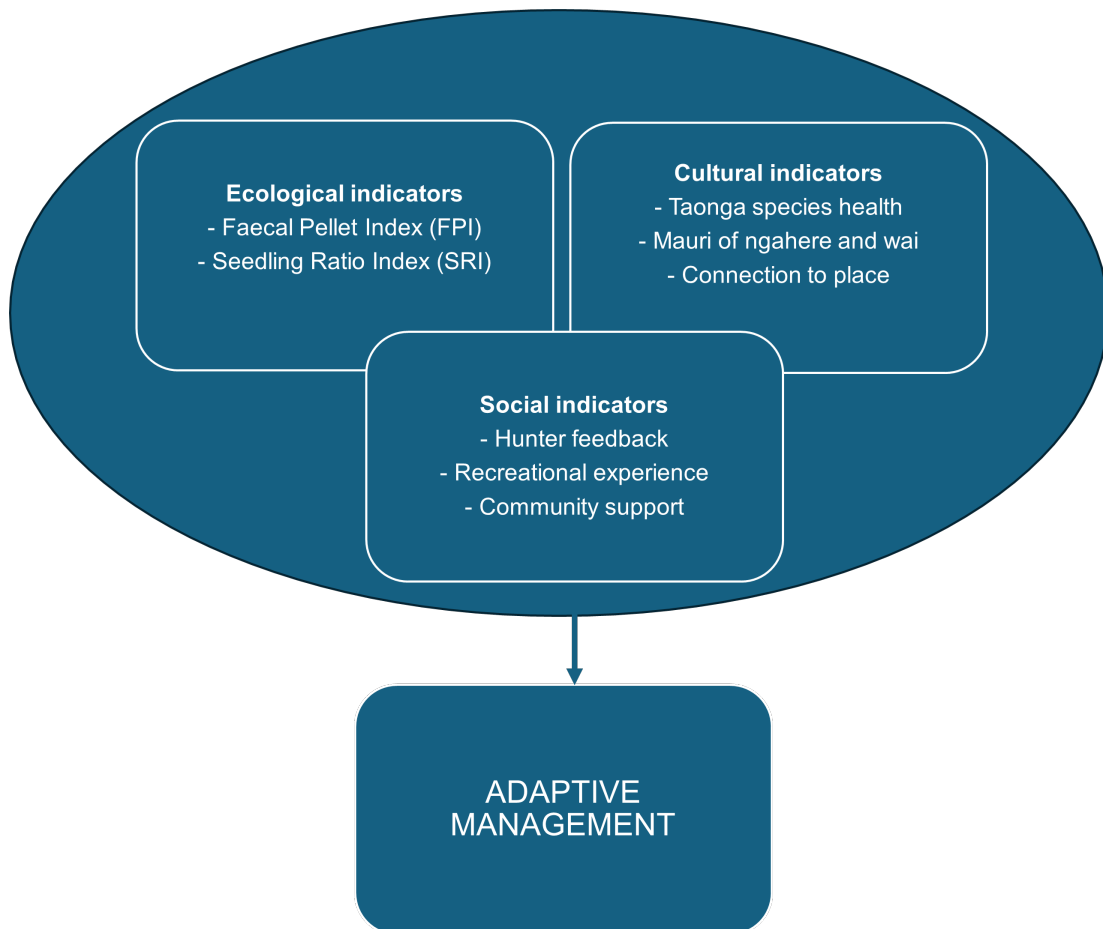 Ecological indicators
- Faecal Pellet Index (FPI)
- Seedling Ratio Index (SRI)
Cultural indicators
- Taonga species health
- Mauri of ngahere and wai
- Connection to place
Social indicators
- Hunter feedback
- Recreational experience
- Community support
ADAPTIVE
MANAGEMENT